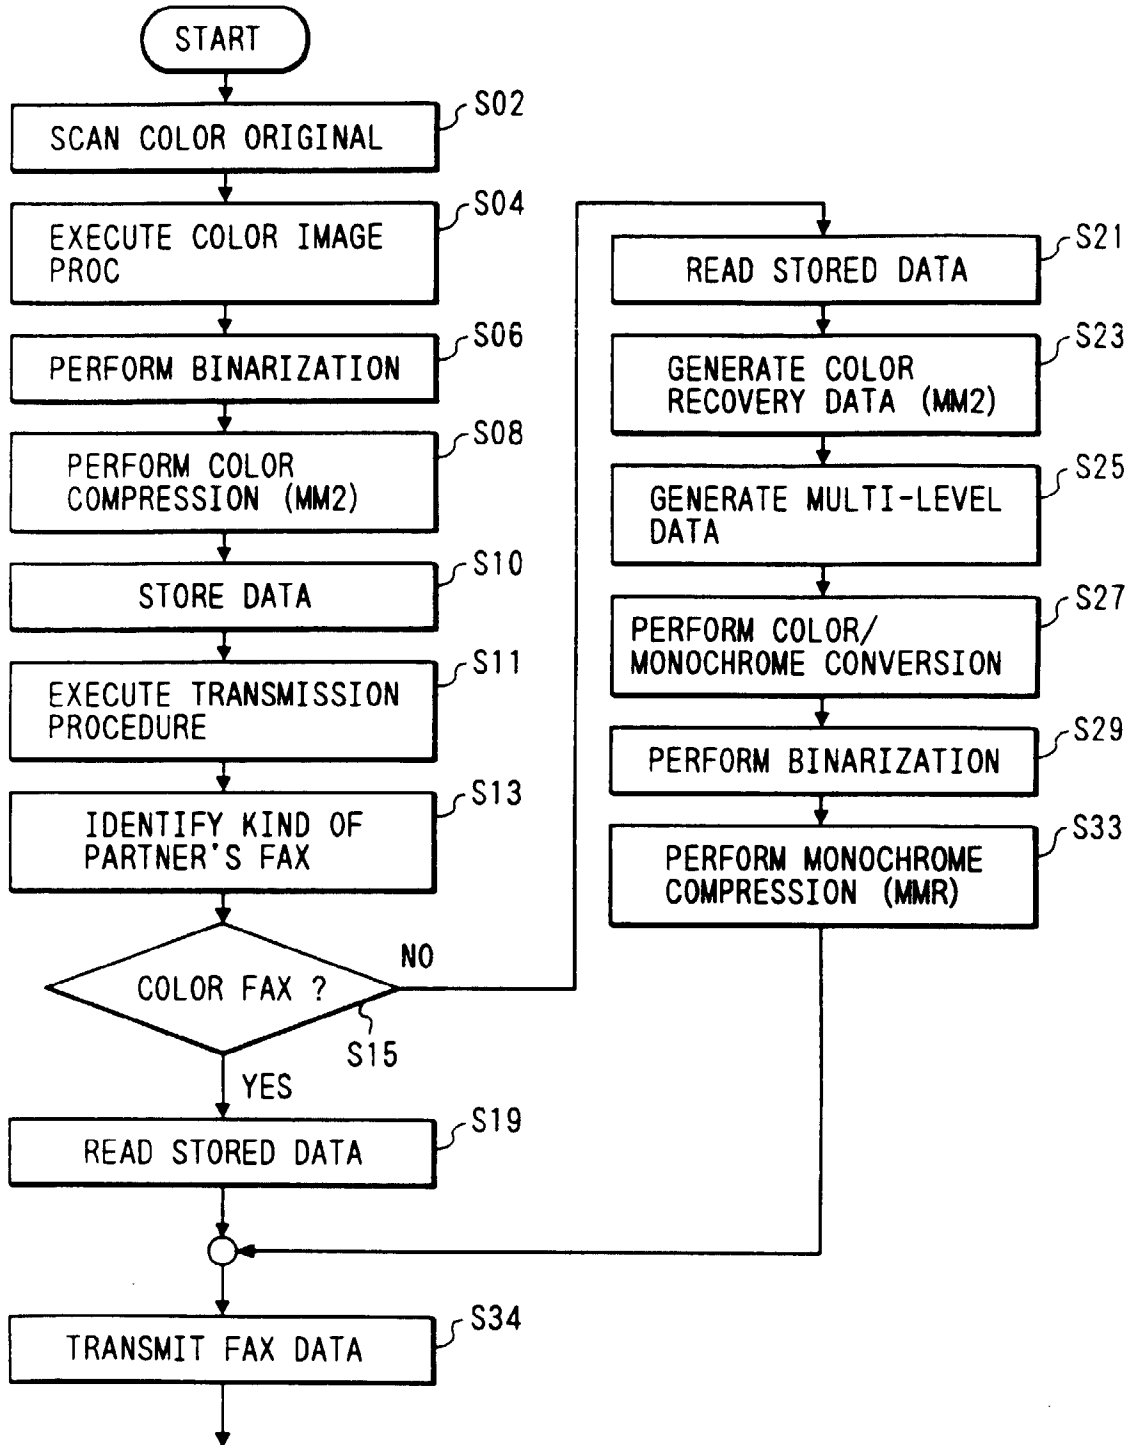 START
S02
SCAN COLOR ORIGINAL
S04
EXECUTE COLOR IMAGE
PROC
S06
PERFORM BINARIZATION
S08
PERFORM COLOR
COMPRESSION (MM2)
S10
STORE DATA
S11
EXECUTE TRANSMISSION
PROCEDURE
S13
IDENTIFY KIND OF
PARTNER'S FAX
COLOR FAX ?
NO
S15
YES
S19
READ STORED DATA
S21
READ STORED DATA
S23
GENERATE COLOR
RECOVERY DATA (MM2)
S25
GENERATE MULTI-LEVEL
DATA
S27
PERFORM COLOR/
MONOCHROME CONVERSION
S29
PERFORM BINARIZATION
S33
PERFORM MONOCHROME
COMPRESSION (MMR)
S34
TRANSMIT FAX DATA